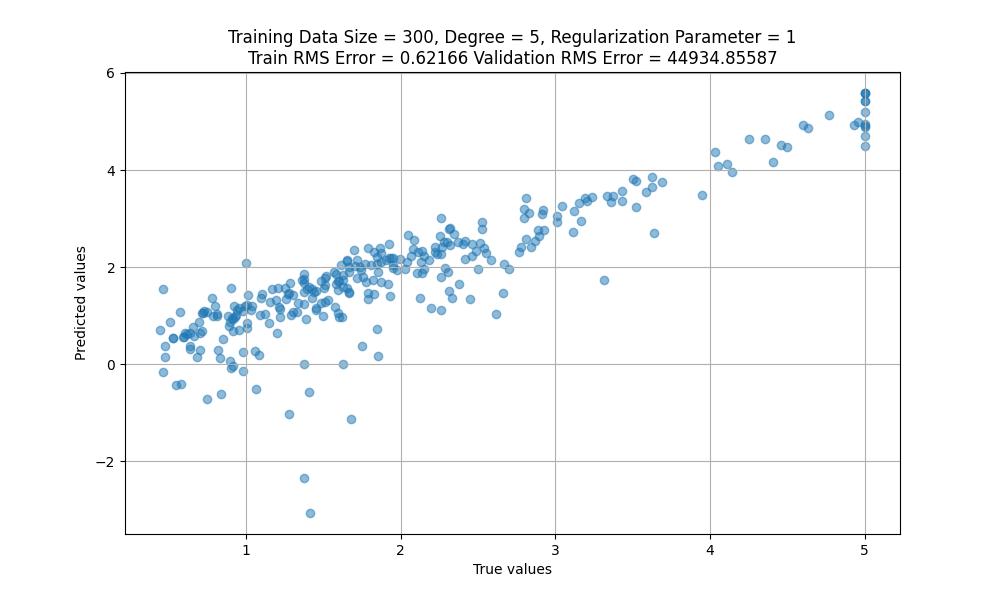 Training Data Size = 300, Degree = 5, Regularization Parameter = 1
Train RMS Error = 0.62166 Validation RMS Error = 44934.85587
6
4
2
0
−2
Predicted values
1 2 3 4 5
True values